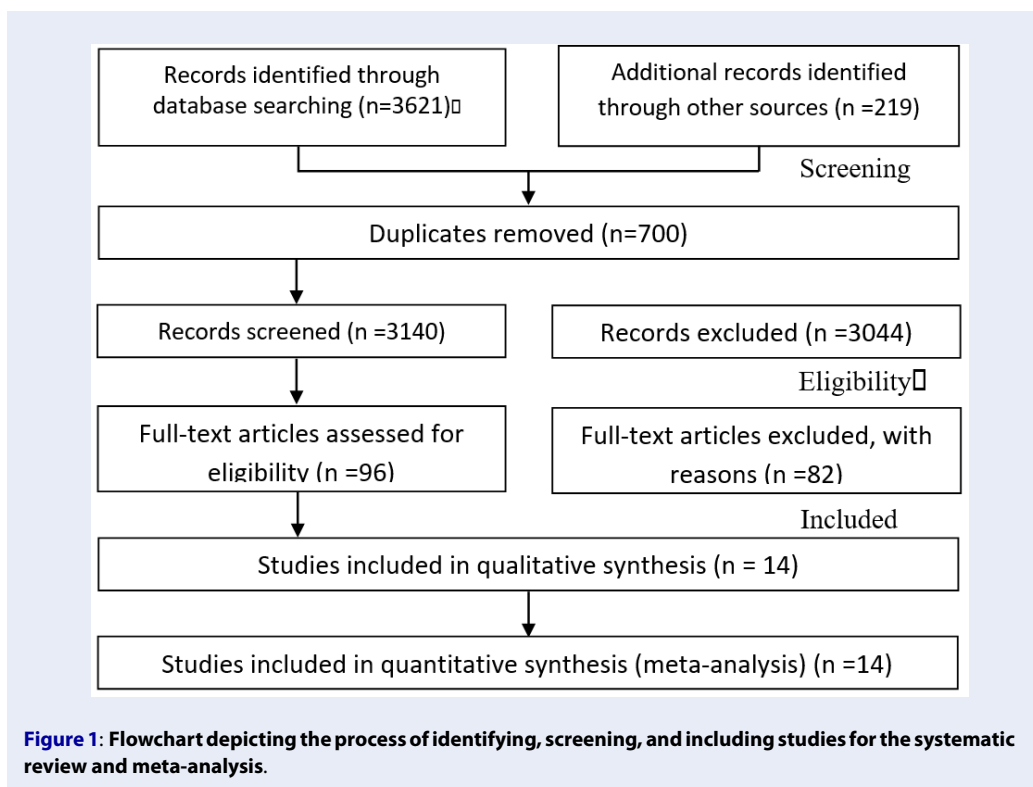 Records identified through
database searching (n=3621)▯
Additional records identified
through other sources (n =219)
Screening
Duplicates removed (n=700)
Records screened (n =3140)
Records excluded (n =3044)
Eligibility▯
Full-text articles assessed for
eligibility (n =96)
Full-text articles excluded, with
reasons (n =82)
Included
Studies included in qualitative synthesis (n = 14)
Studies included in quantitative synthesis (meta-analysis) (n =14)
Figure 1: Flowchart depicting the process of identifying, screening, and including studies for the systematic
review and meta-analysis.